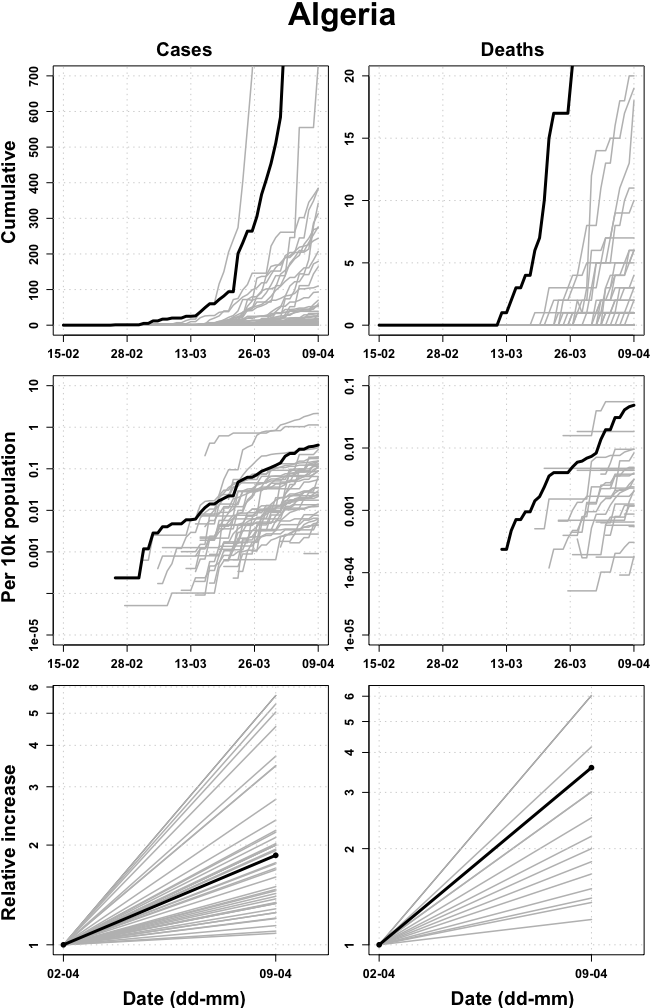 Algeria
Cases
Deaths
Cumulative
700
600
500
400
300
200
100
0
15-02 28-02 13-03 26-03 09-04
20
15
10
5
0
15-02 28-02 13-03 26-03 09-04
Per 10k population
10
1
0.1
0.01
0.001
1e-05
15-02 28-02 13-03 26-03 09-04
0.1
0.01
0.001
1e-04
1e-05
15-02 28-02 13-03 26-03 09-04
Relative increase
6
5
4
3
2
1
02-04 09-04
Date (dd-mm)
6
5
4
3
2
1
02-04 09-04
Date (dd-mm)